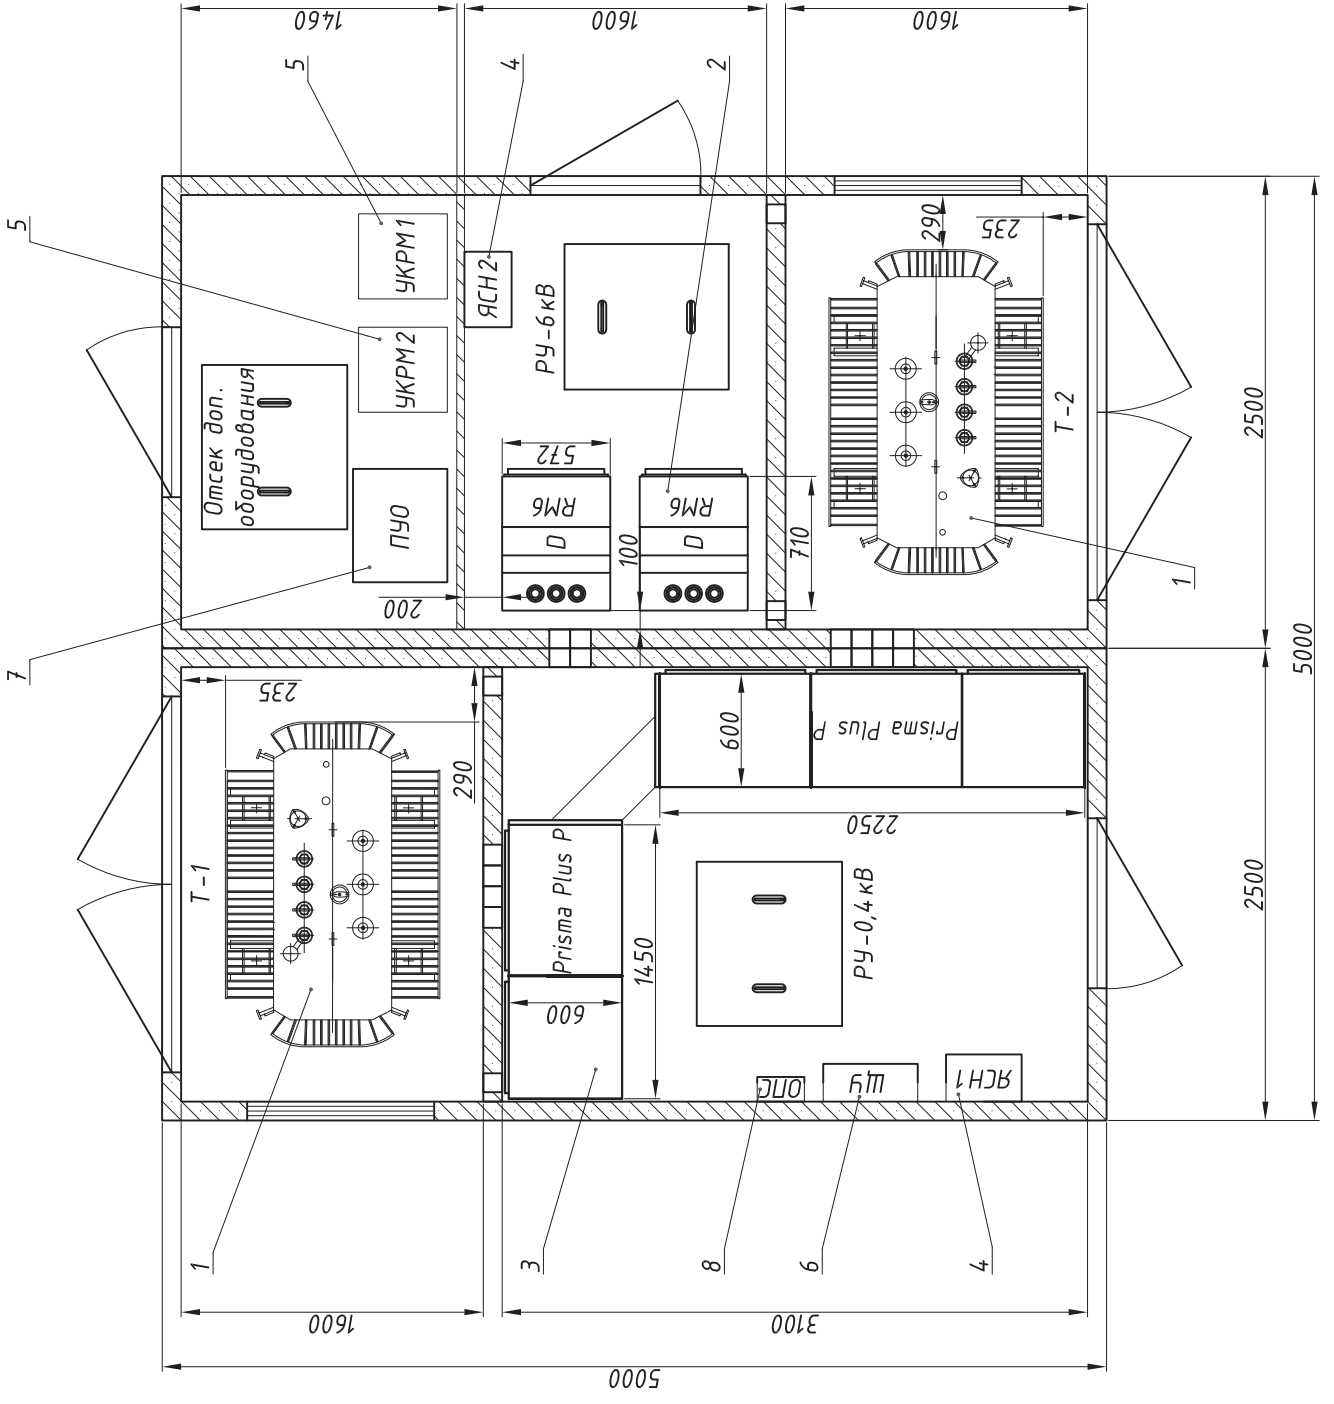 1460
1600
1600
5
4
2
5
7
УКРМ1
УКРМ2
Отсек доп.
оборудования
ПУО
200
ЯСН2
РУ-6кВ
572
RM6
D
100
RM6
D
710
290
235
Т-2
1
2500
5000
2500
235
Т-1
290
1
600
Prisma Plus P
2250
Prisma Plus P
1450
600
РУ-0,4кВ
3
ОПС
ЩУ
ЯСН1
8
6
4
1600
3100
5000